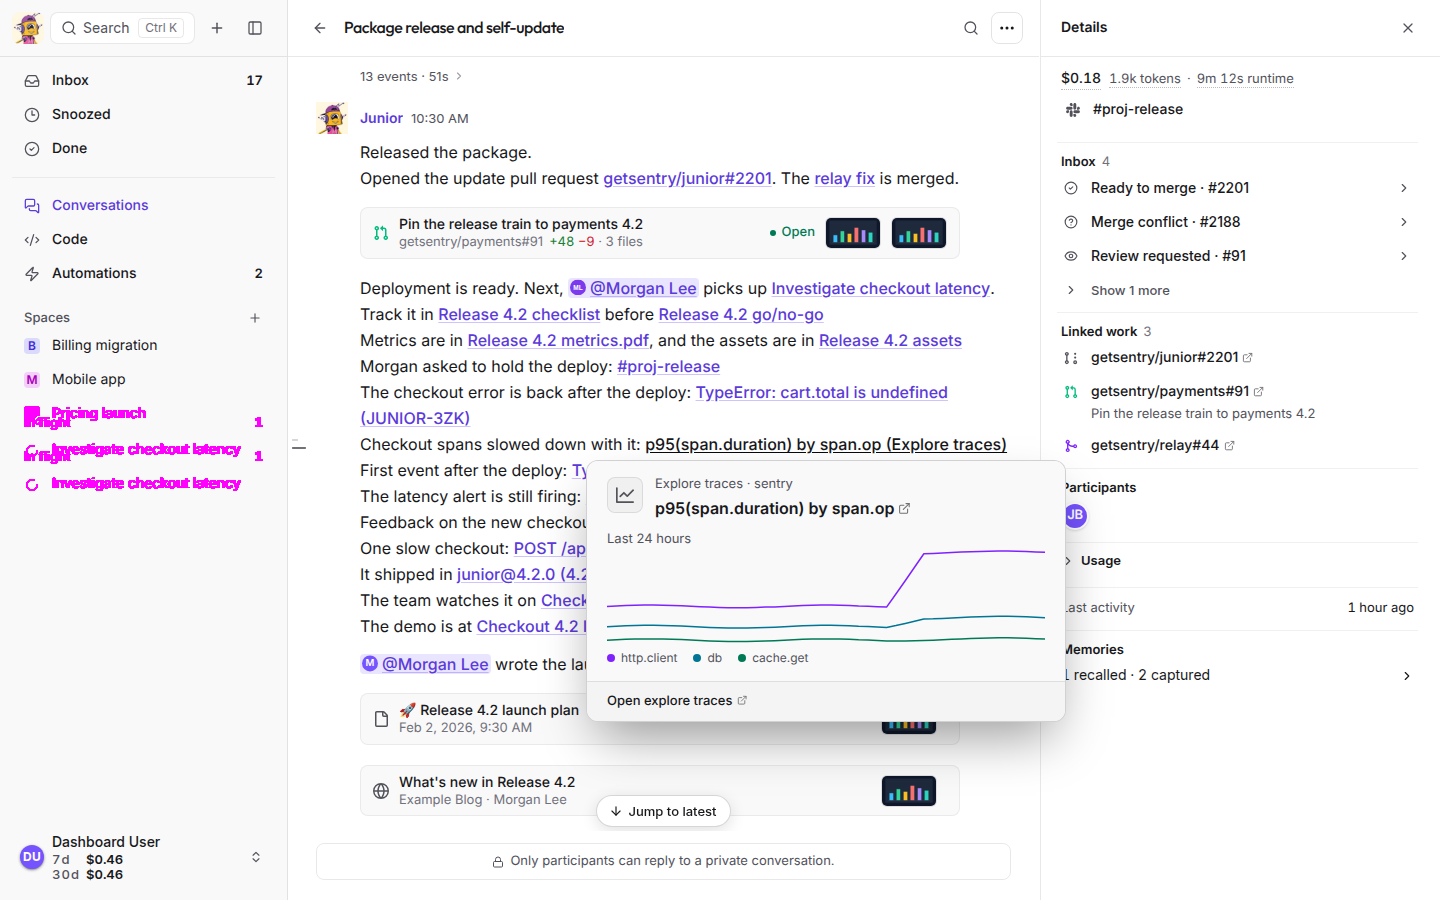 Search Ctrl K
Inbox 17
Snoozed
Done
Conversations
Code
Automations 2
Spaces
B Billing migration
M Mobile app
Pricing launch
In flight 1
Investigate checkout latency
In flight 1
Investigate checkout latency
DU Dashboard User
7d $0.46
30d $0.46
Package release and self-update
13 events · 51s
Junior 10:30 AM
Released the package.
Opened the update pull request getsentry/junior#2201. The relay fix is merged.
Pin the release train to payments 4.2
getsentry/payments#91 +48 −9 · 3 files
Open
Deployment is ready. Next, ML @Morgan Lee picks up Investigate checkout latency.
Track it in Release 4.2 checklist before Release 4.2 go/no-go
Metrics are in Release 4.2 metrics.pdf, and the assets are in Release 4.2 assets
Morgan asked to hold the deploy: #proj-release
The checkout error is back after the deploy: TypeError: cart.total is undefined
(JUNIOR-3ZK)
Checkout spans slowed down with it: p95(span.duration) by span.op (Explore traces)
First event after the deploy: Ty
The latency alert is still firing:
Feedback on the new checkou
One slow checkout: POST /ap
It shipped in junior@4.2.0 (4.2
The team watches it on Check
The demo is at Checkout 4.2
M @Morgan Lee wrote the lau
🚀 Release 4.2 launch plan
Feb 2, 2026, 9:30 AM
What's new in Release 4.2
Example Blog · Morgan Lee
Jump to latest
Only participants can reply to a private conversation.
Explore traces · sentry
p95(span.duration) by span.op
Last 24 hours
http.client db cache.get
Open explore traces
Details
$0.18 1.9k tokens · 9m 12s runtime
#proj-release
Inbox 4
Ready to merge · #2201
Merge conflict · #2188
Review requested · #91
Show 1 more
Linked work 3
getsentry/junior#2201
getsentry/payments#91
Pin the release train to payments 4.2
getsentry/relay#44
Participants
JB
Usage
Last activity 1 hour ago
Memories
1 recalled · 2 captured